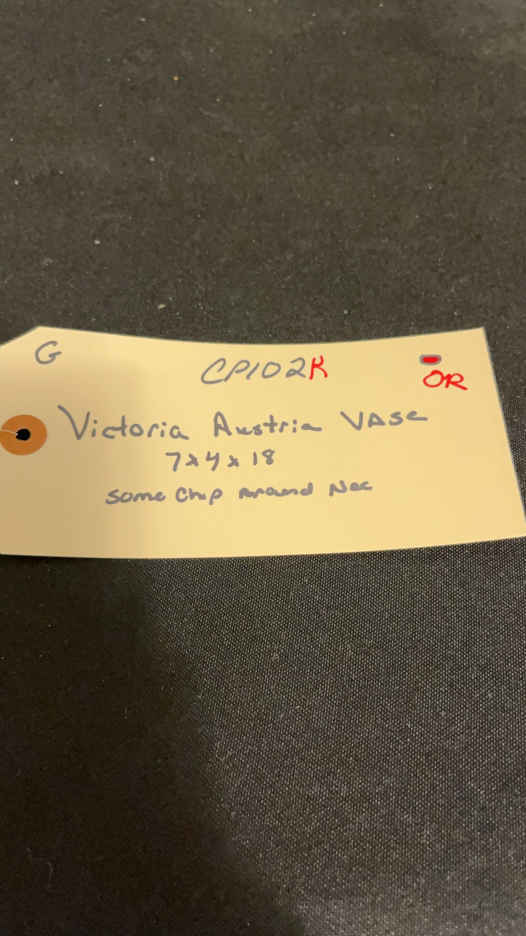 G
CP102K
OR
Victoria Austria Vase
7x4x18
Some Chip Around Nec